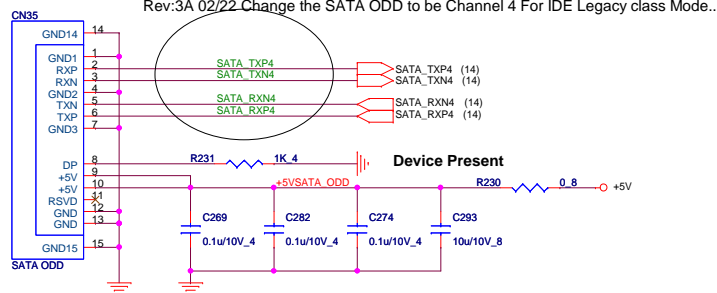 Rev:3A 02/22 Change the SATA ODD to be Channel 4 For IDE Legacy class Mode..
CN35
GND14 14
GND1 1
RXP 2 SATA_TXP4 SATA_TXP4 (14)
RXN 3 SATA_TXN4 SATA_TXN4 (14)
GND2 4
TXN 5 SATA_RXN4 SATA_RXN4 (14)
TXP 6 SATA_RXP4 SATA_RXP4 (14)
GND3 7
DP 8 R231 1K_4 Device Present
+5V 9
+5V 10 +5VSATA_ODD R230 0_8 +5V
RSVD 11
GND 12
GND 13
C269 C282 C274 C293
0.1u/10V_4 0.1u/10V_4 0.1u/10V_4 10u/10V_8
GND15 15
SATA ODD